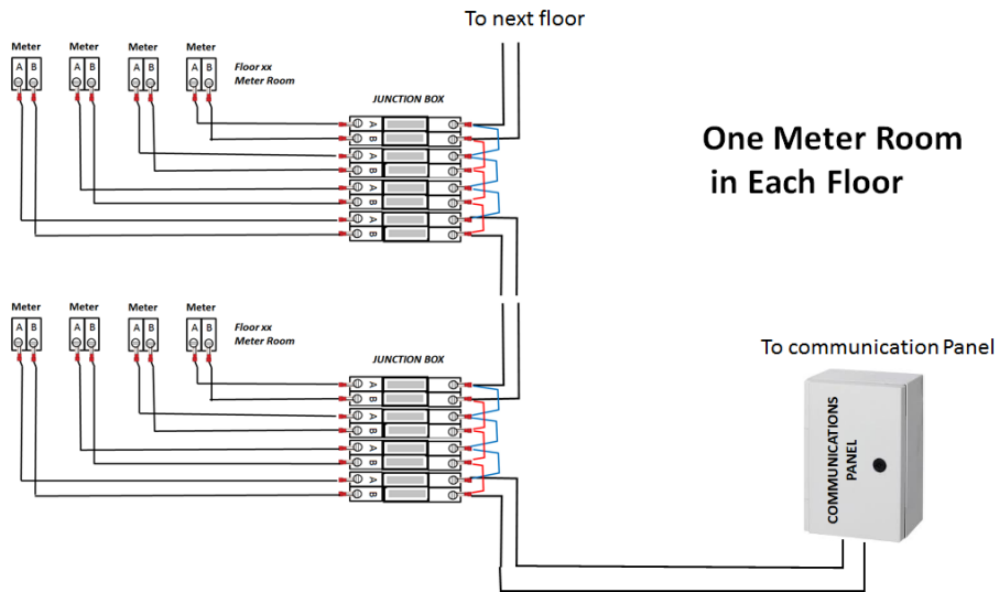 To next floor
Meter Meter Meter Meter
A B A B A B A B
Floor xx
Meter Room
JUNCTION BOX
A
B
A
B
A
B
A
B
One Meter Room
in Each Floor
Meter Meter Meter Meter
A B A B A B A B
Floor xx
Meter Room
JUNCTION BOX
A
B
A
B
A
B
A
B
To communication Panel
COMMUNICATIONS
PANEL